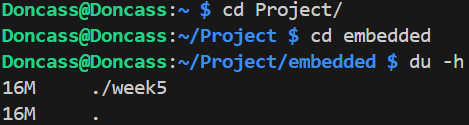 Doncass@Doncass:~ $ cd Project/
Doncass@Doncass:~/Project $ cd embedded
Doncass@Doncass:~/Project/embedded $ du -h
16M     ./week5
16M     .